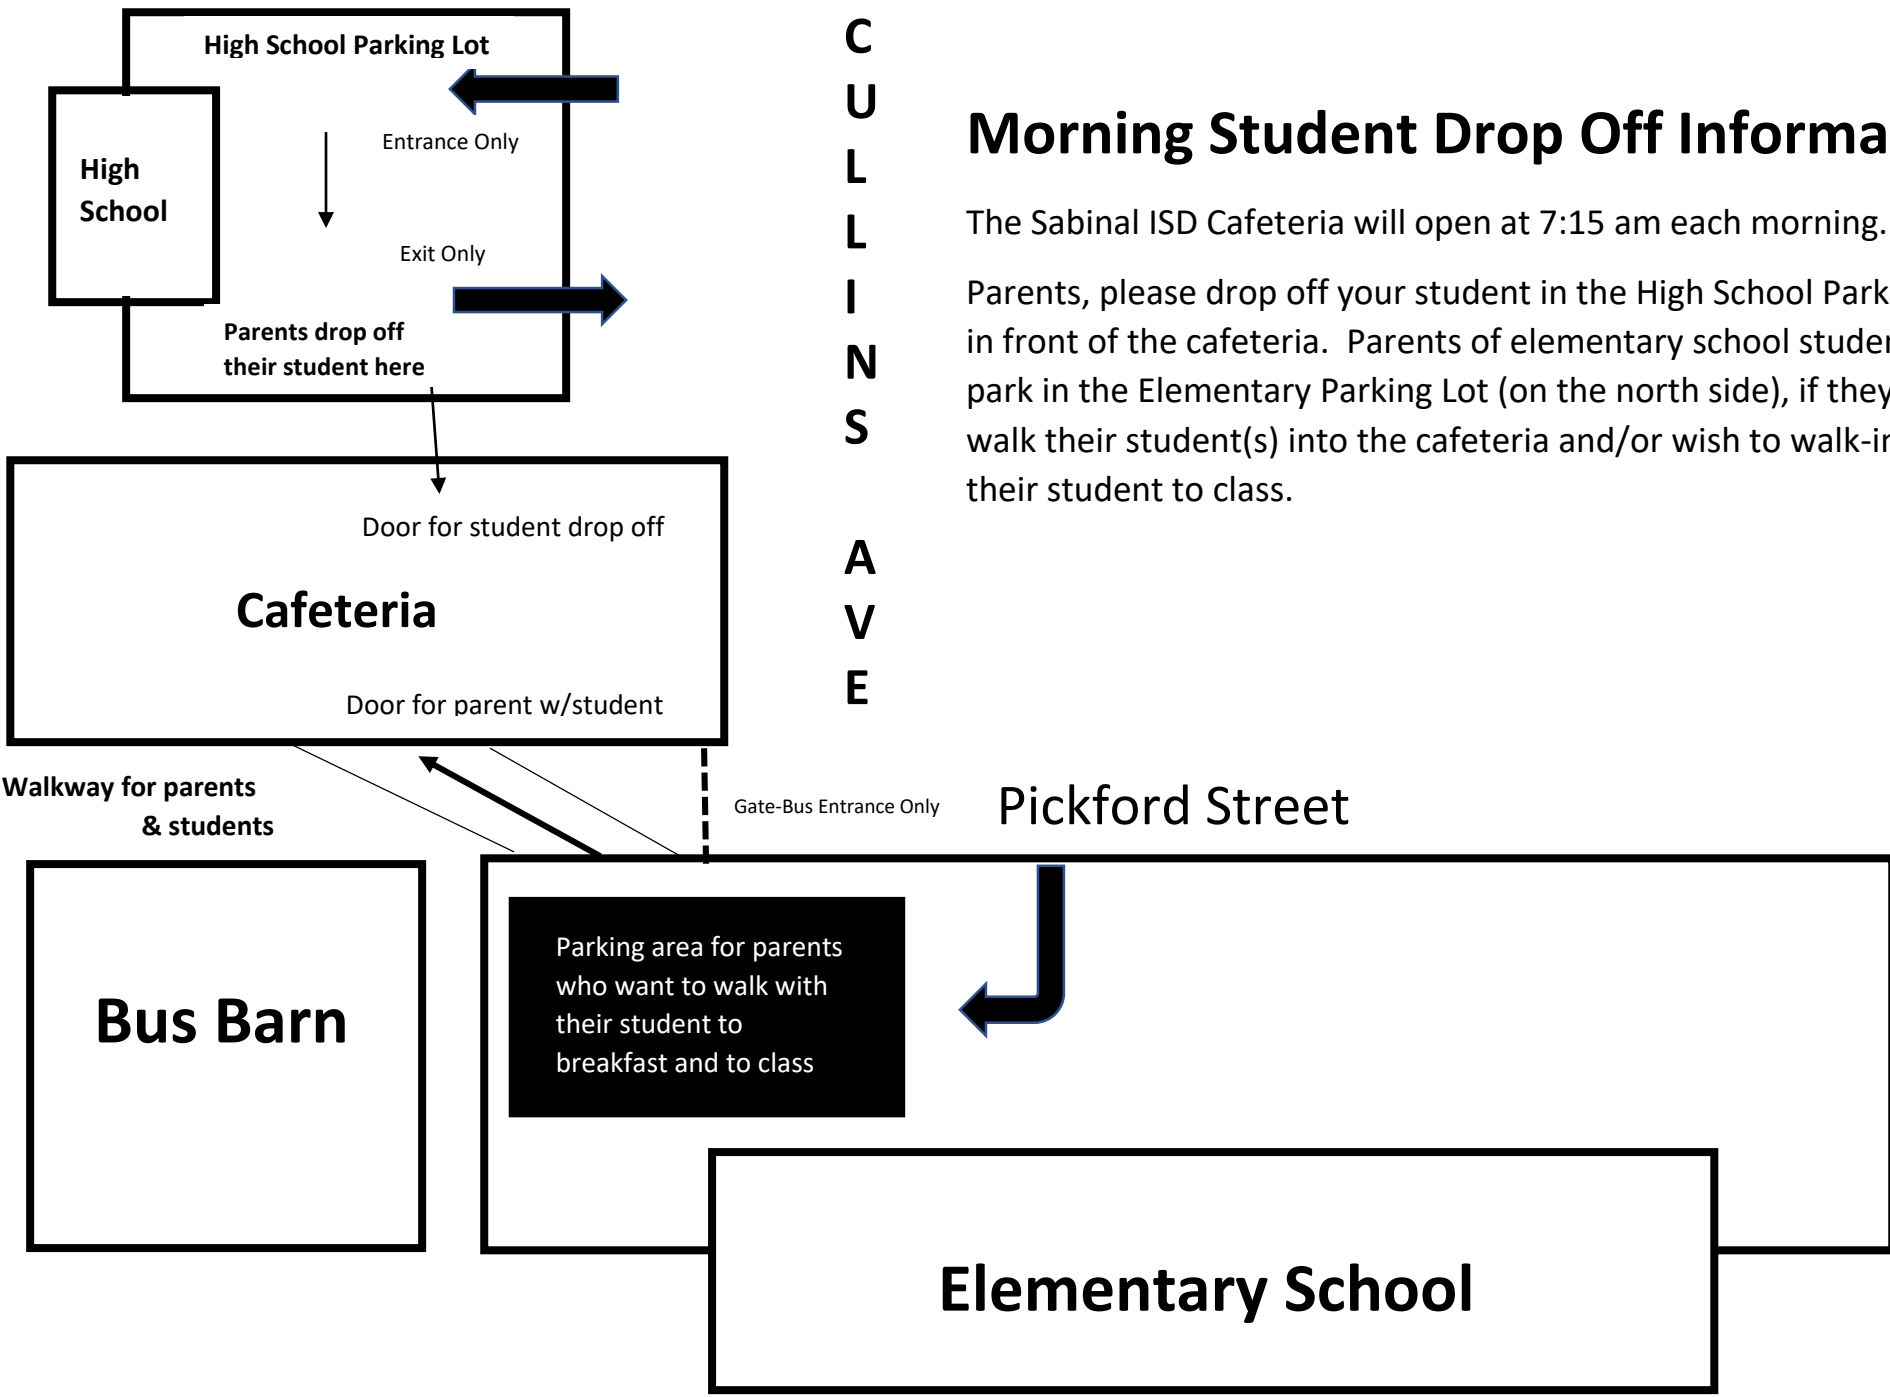 High School Parking Lot
Entrance Only
High
School
Exit Only
Parents drop off
their student here
C
U
L
L
I
N
S
A
V
E
Morning Student Drop Off Informa
The Sabinal ISD Cafeteria will open at 7:15 am each morning.
Parents, please drop off your student in the High School Park
in front of the cafeteria. Parents of elementary school studen
park in the Elementary Parking Lot (on the north side), if they
walk their student(s) into the cafeteria and/or wish to walk-in
their student to class.
Door for student drop off
Cafeteria
Door for parent w/student
Walkway for parents
& students
Gate-Bus Entrance Only
Pickford Street
Parking area for parents
who want to walk with
their student to
breakfast and to class
Bus Barn
Elementary School